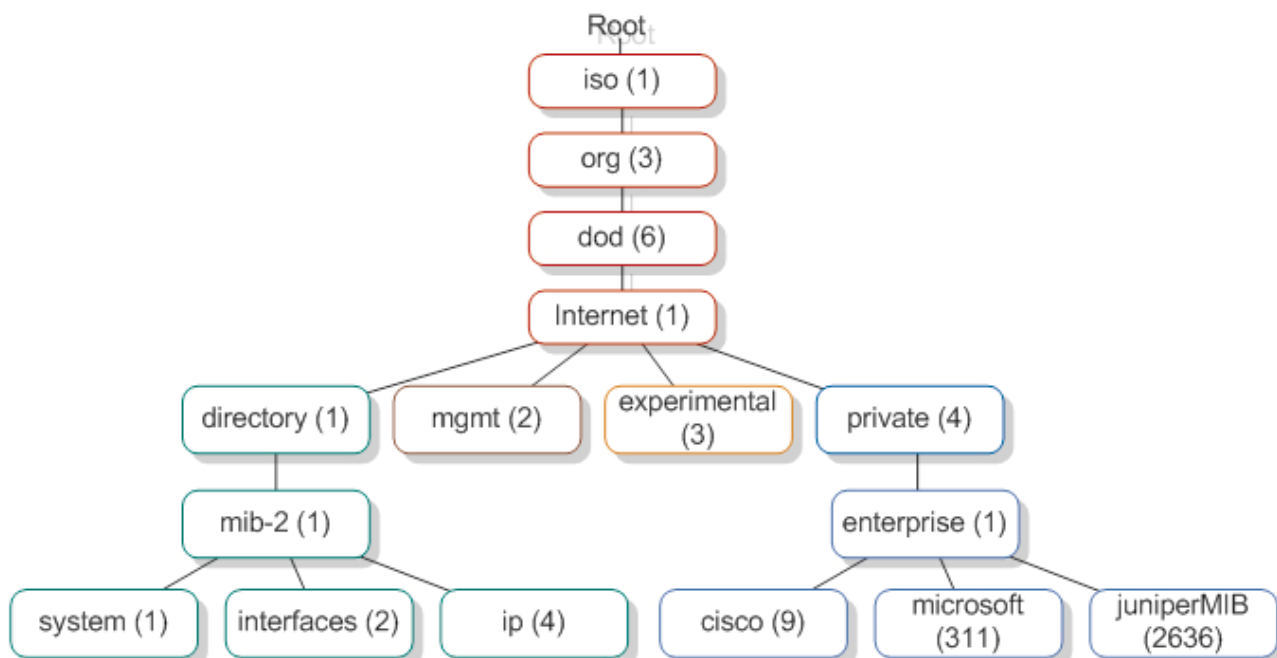 Root
iso (1)
org (3)
dod (6)
Internet (1)
directory (1)
mgmt (2)
experimental
(3)
private (4)
mib-2 (1)
enterprise (1)
system (1)
interfaces (2)
ip (4)
cisco (9)
microsoft
(311)
juniperMIB
(2636)